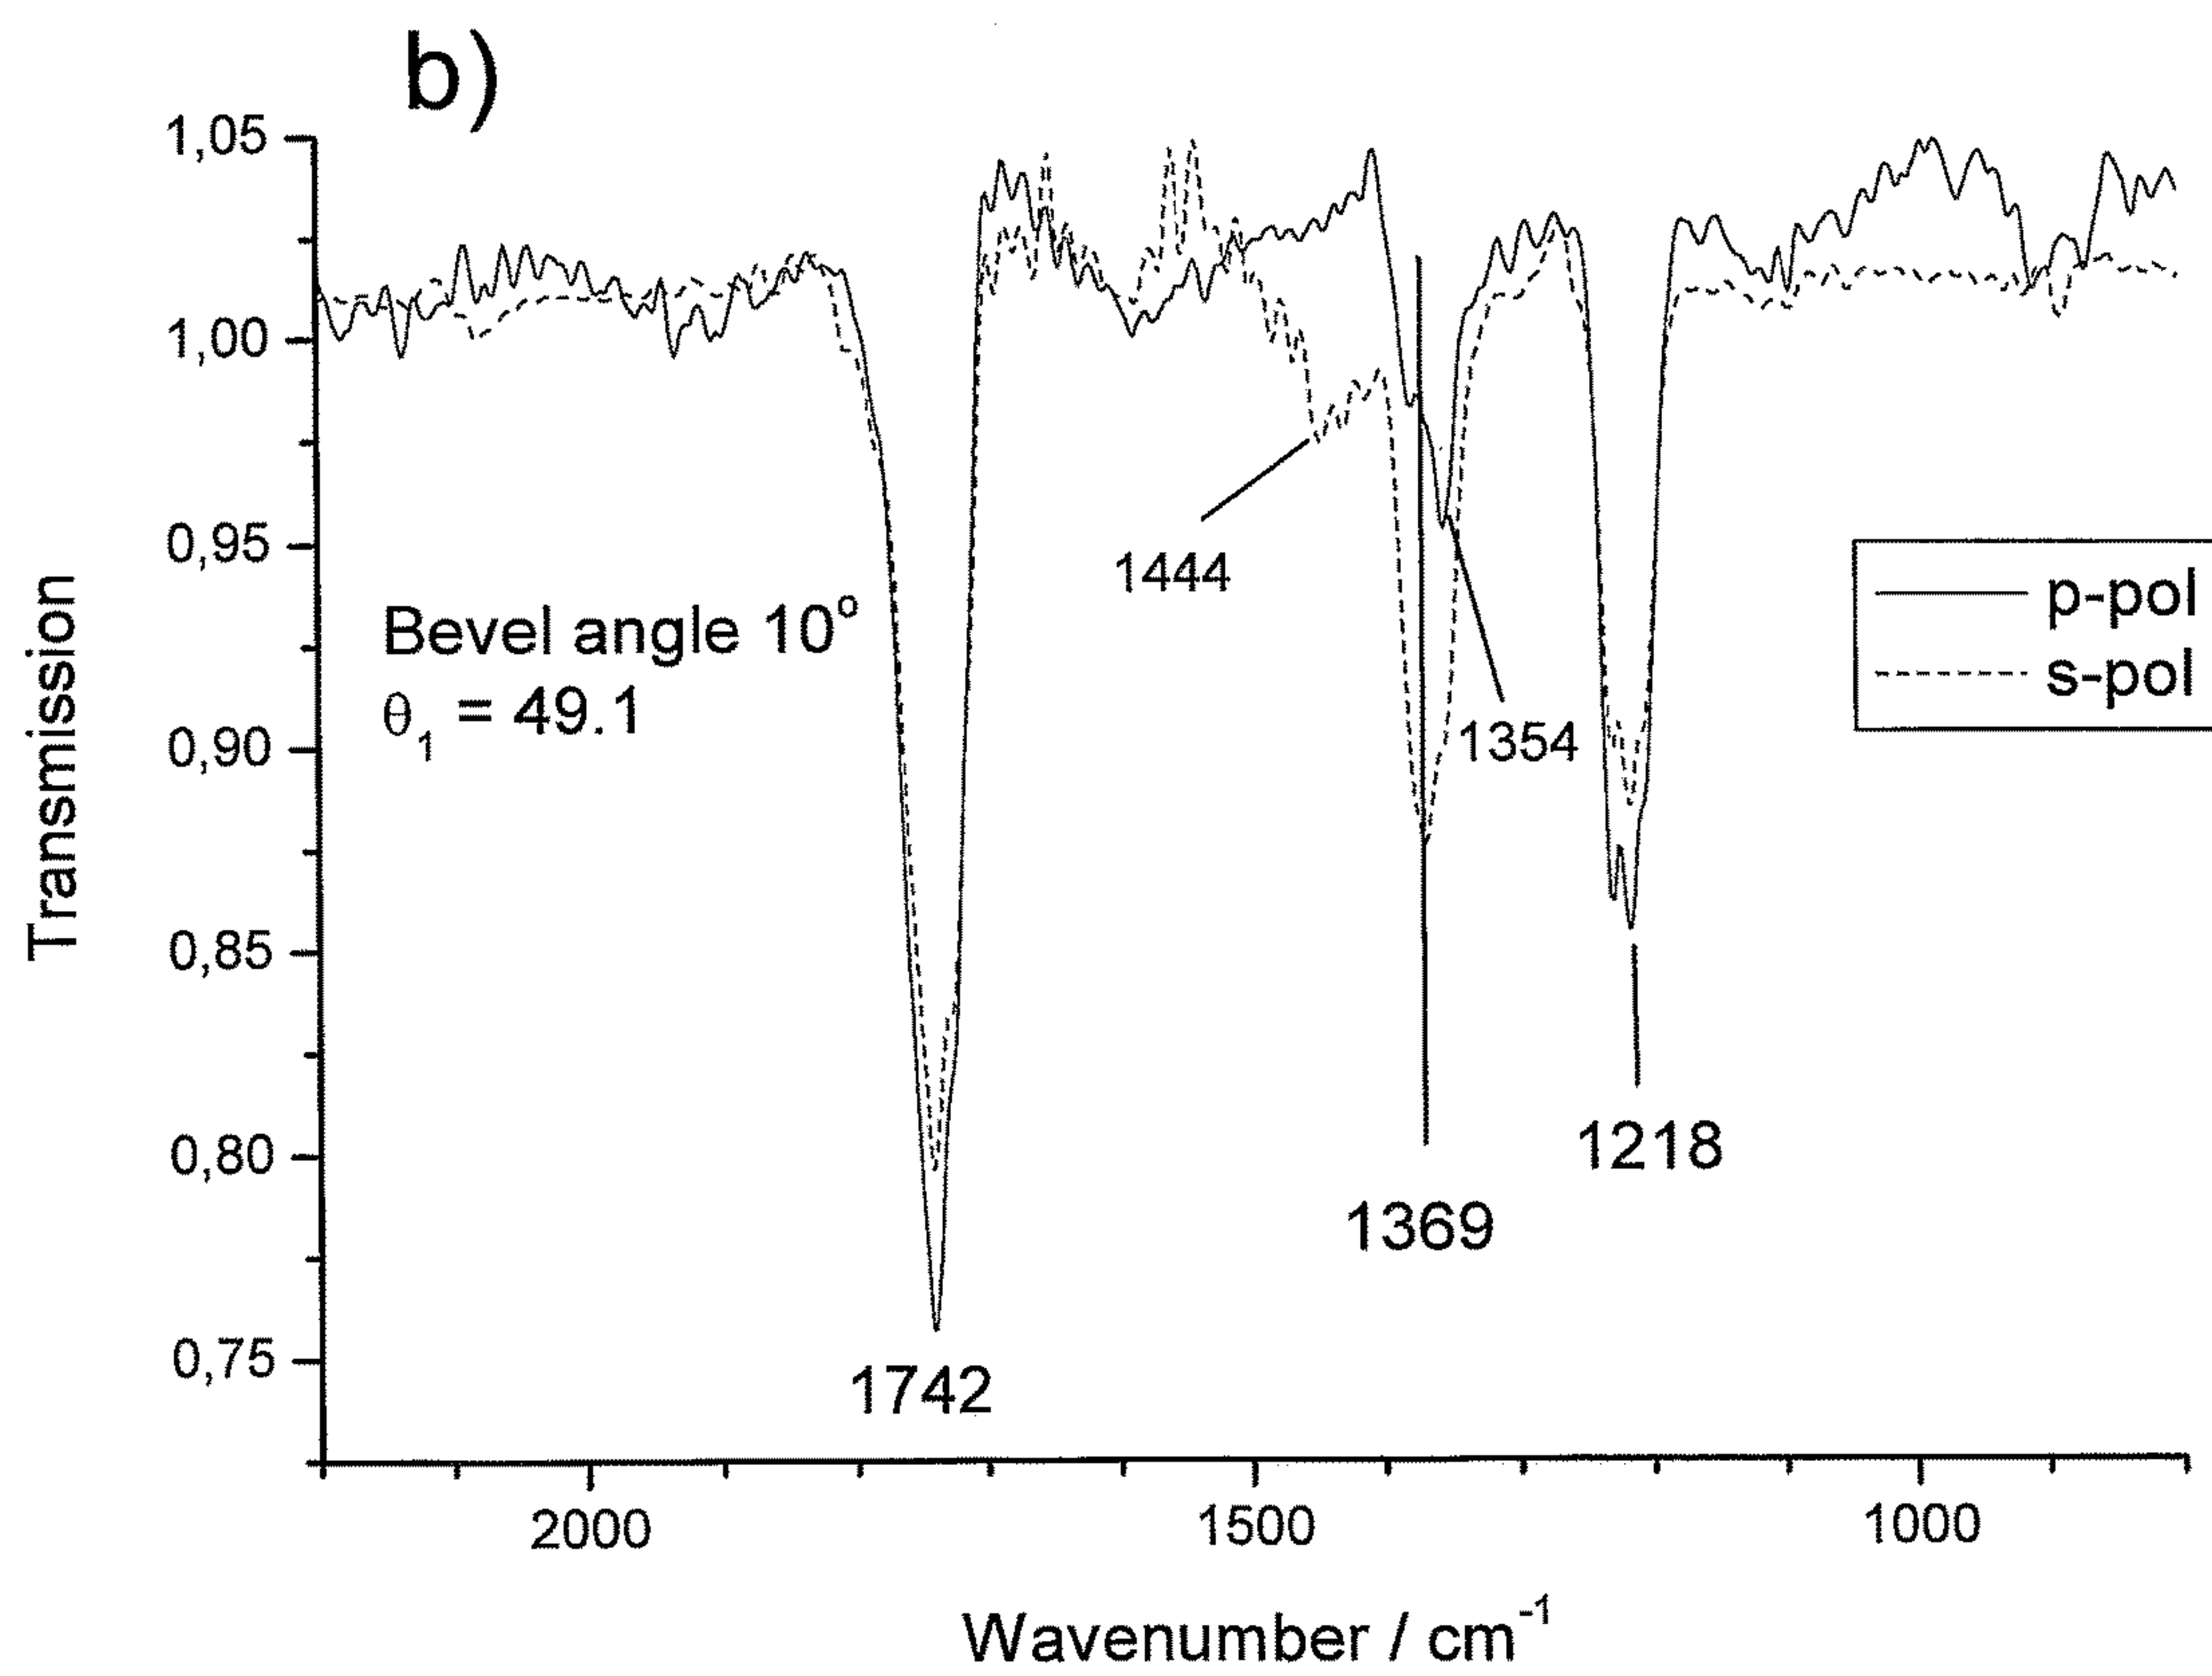 b)
1,05
1,00
0,95
0,90
0,85
0,80
0,75
Transmission
Bevel angle 10°
θ₁ = 49.1
1444
1354
p-pol
s-pol
1218
1369
1742
2000
1500
1000
Wavenumber / cm⁻¹